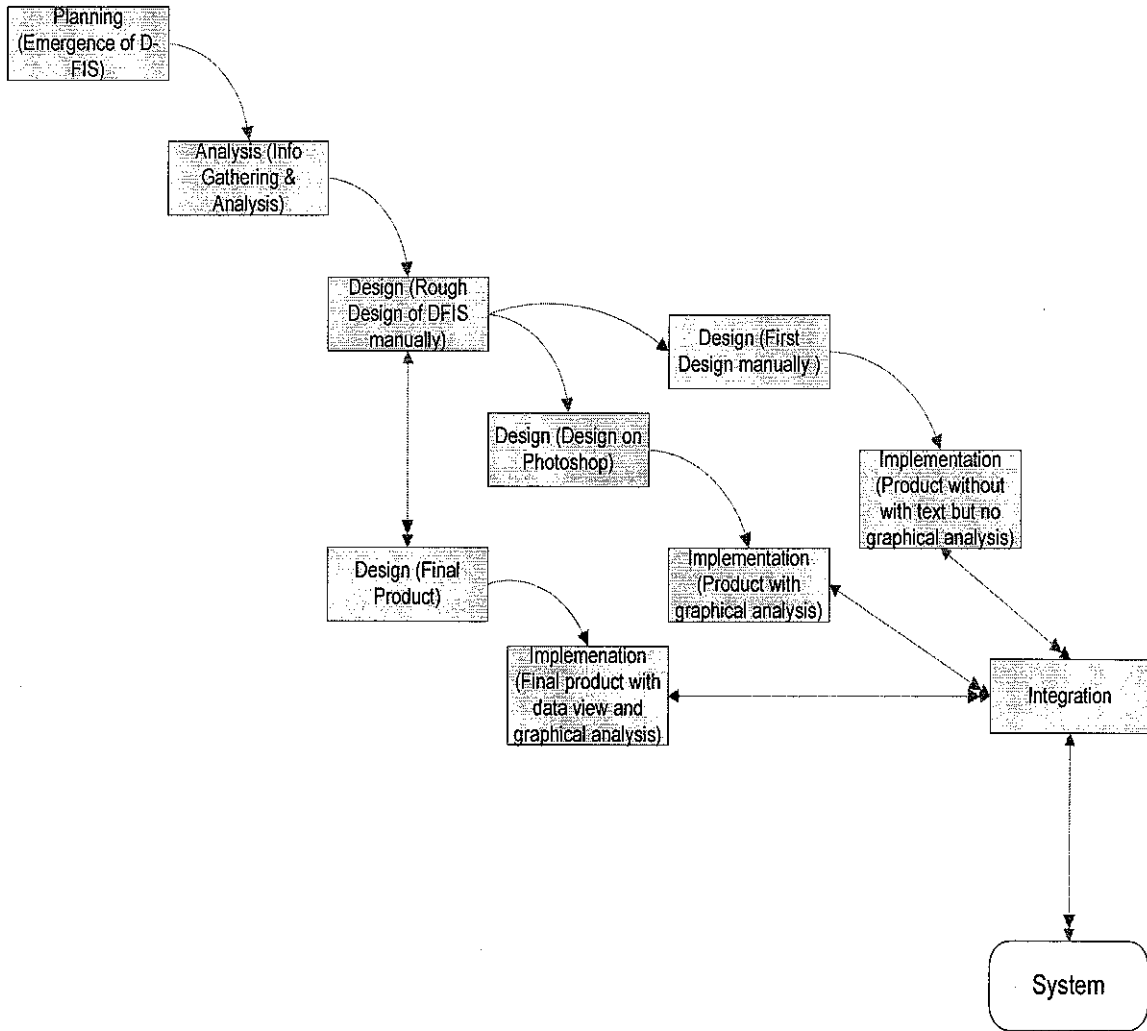 Planning
(Emergence of D-
FIS)
Analysis (Info
Gathering &
Analysis)
Design (Rough
Design of DFIS
manually)
Design (First
Design manually )
Design (Design on
Photoshop)
Implementation
(Product without
with text but no
graphical analysis)
Design (Final
Product)
Implementation
(Product with
graphical analysis)
Implemenation
(Final product with
data view and
graphical analysis)
Integration
System